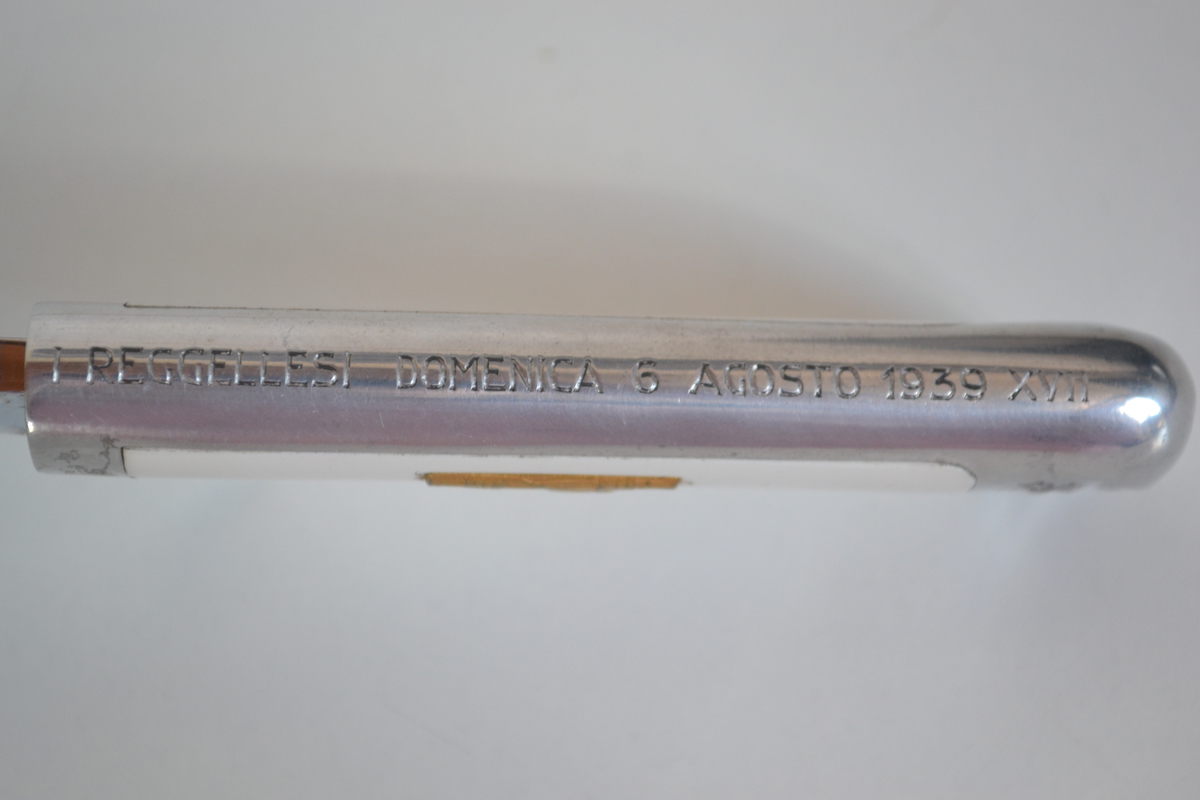 I REGGELLESI DOMENICA 6 AGOSTO 1939 XVII